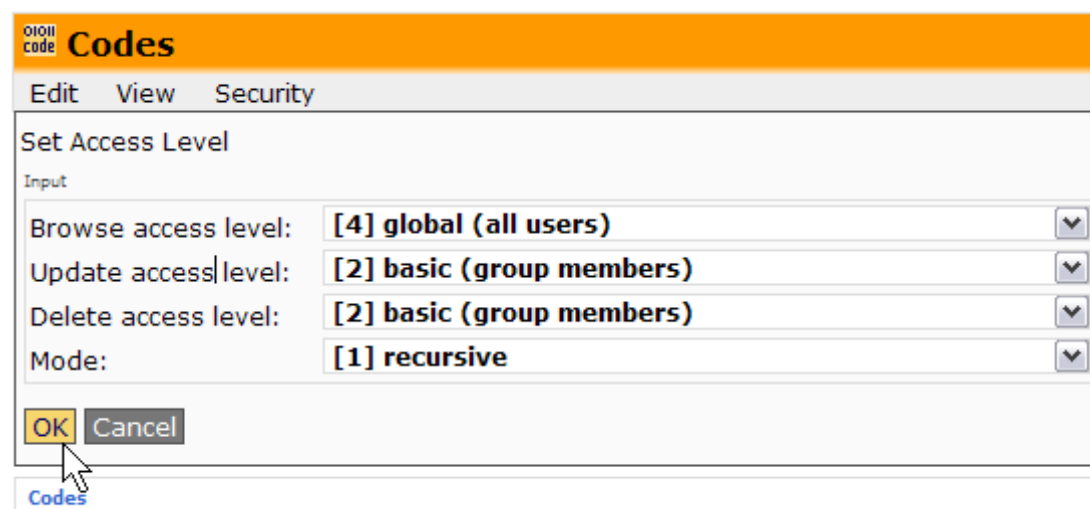 01011
code Codes
Edit View Security
Set Access Level
Input
Browse access level: [4] global (all users)
Update access level: [2] basic (group members)
Delete access level: [2] basic (group members)
Mode: [1] recursive
OK Cancel
Codes